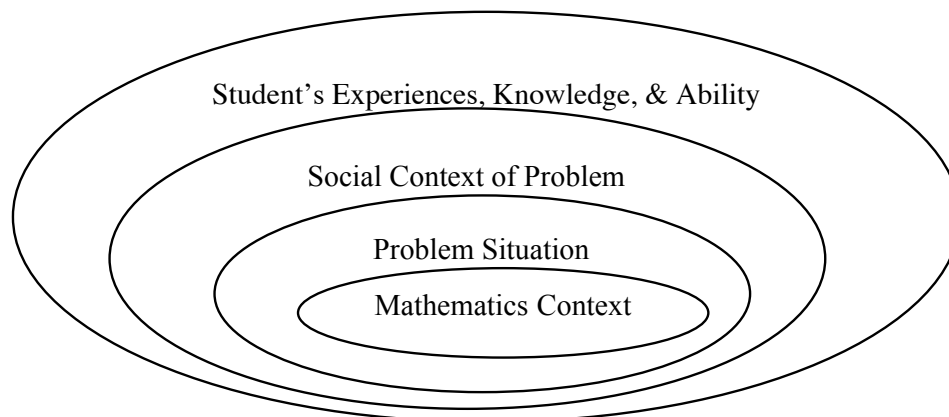 Student’s Experiences, Knowledge, & Ability
Social Context of Problem
Problem Situation
Mathematics Context